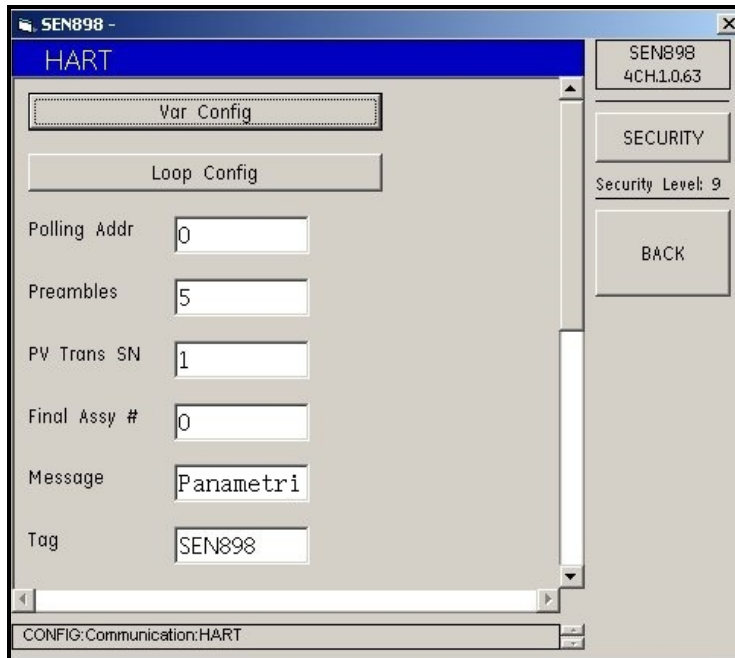 SEN898 -
HART
SEN898
4CH.1.0.63
Var Config
SECURITY
Loop Config
Security Level: 9
Polling Addr 0
BACK
Preambles 5
PV Trans SN 1
Final Assy # 0
Message Panametri
Tag SEN898
CONFIG:Communication:HART